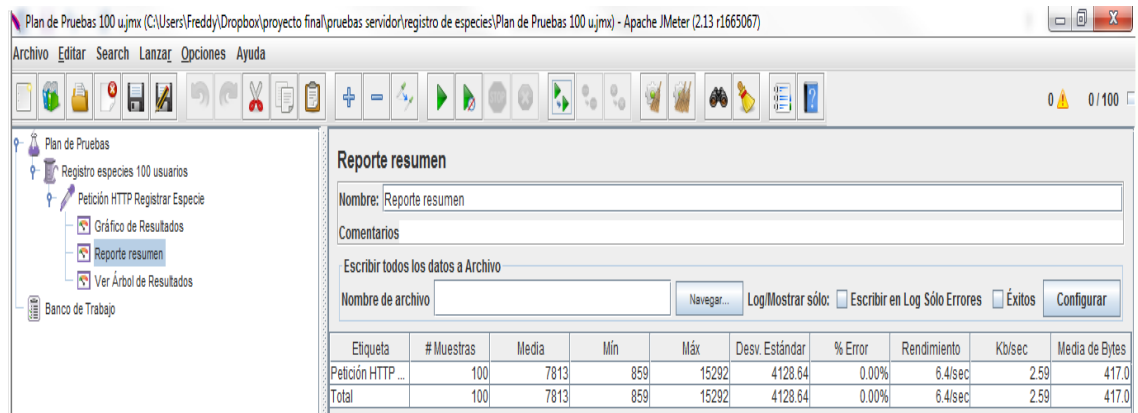 Plan de Pruebas 100 u.jmx (C:\Users\Freddy\Dropbox\proyecto final\pruebas servidor\registro de especies\Plan de Pruebas 100 u.jmx) - Apache JMeter (2.13 r1665067)
Archivo Editar Search Lanzar Opciones Ayuda
STOP
0 0 / 100
Plan de Pruebas
Registro especies 100 usuarios
Petición HTTP Registrar Especie
Gráfico de Resultados
Reporte resumen
Ver Árbol de Resultados
Banco de Trabajo
Reporte resumen
Nombre: Reporte resumen
Comentarios
Escribir todos los datos a Archivo
Nombre de archivo Navegar... Log/Mostrar sólo: Escribir en Log Sólo Errores Éxitos Configurar
Etiqueta # Muestras Media Mín Máx Desv. Estándar % Error Rendimiento Kb/sec Media de Bytes
Petición HTTP ... 100 7813 859 15292 4128.64 0.00% 6.4/sec 2.59 417.0
Total 100 7813 859 15292 4128.64 0.00% 6.4/sec 2.59 417.0